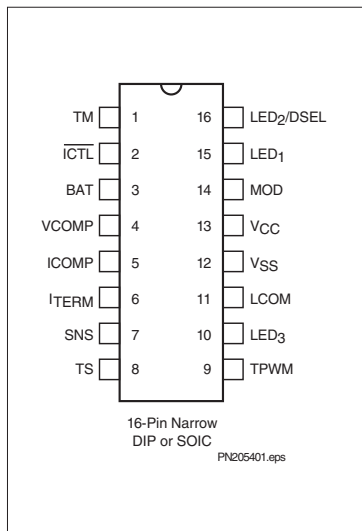 TM 1 16 LED2/DSEL
ICTL 2 15 LED1
BAT 3 14 MOD
VCOMP 4 13 VCC
ICOMP 5 12 VSS
ITERM 6 11 LCOM
SNS 7 10 LED3
TS 8 9 TPWM
16-Pin Narrow
DIP or SOIC
PN205401.eps